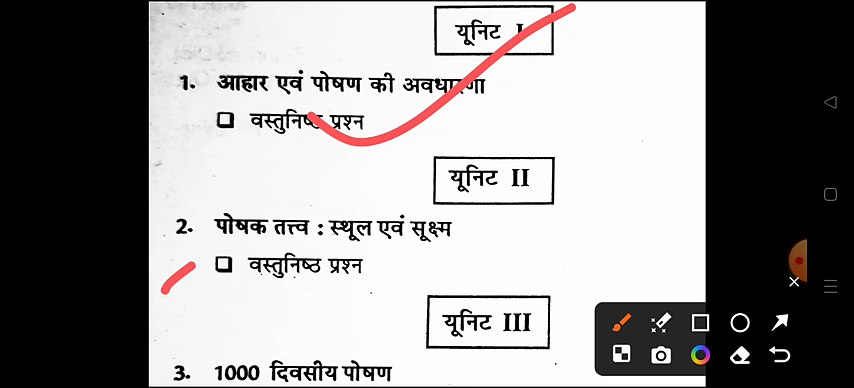 यूनिट I
1. आहार एवं पोषण की अवधारणा
❑ वस्तुनिष्ठ प्रश्न
यूनिट II
2. पोषक तत्त्व : स्थूल एवं सूक्ष्म
❑ वस्तुनिष्ठ प्रश्न
यूनिट III
3. 1000 दिवसीय पोषण